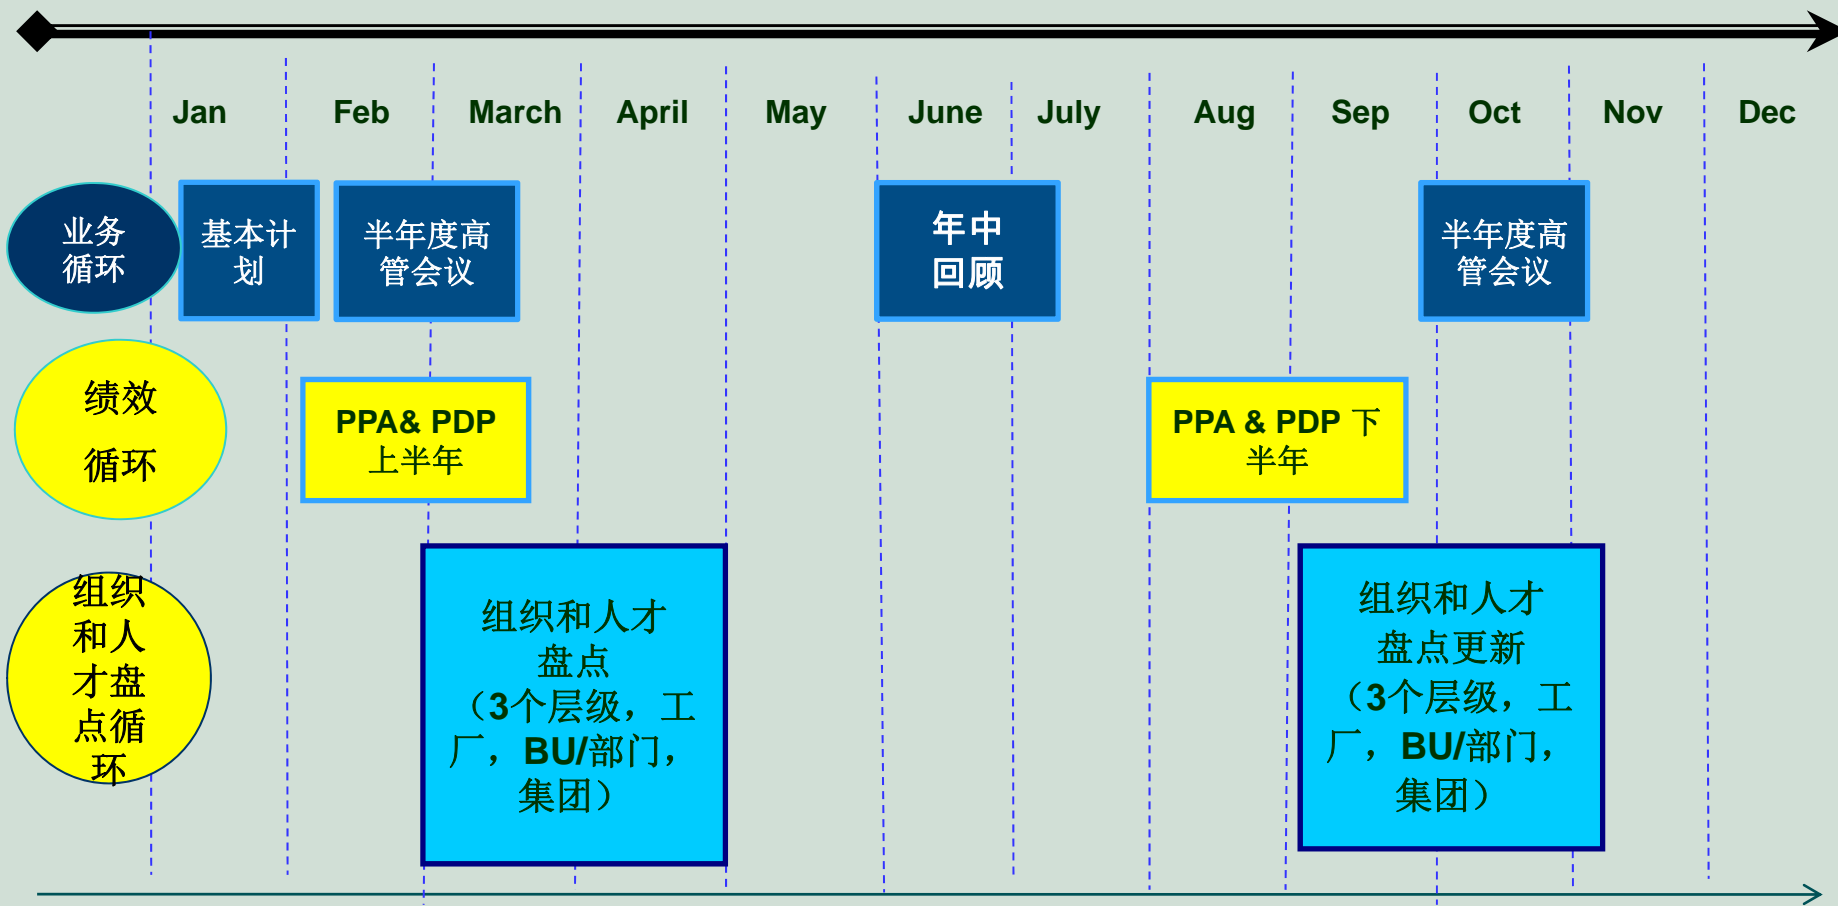 Jan Feb March April May June July Aug Sep Oct Nov Dec
业务
循环
基本计
划
半年度高
管会议
年中
回顾
半年度高
管会议
绩效
循环
PPA& PDP
上半年
PPA & PDP 下
半年
组织
和人
才盘
点循
环
组织和人才
盘点
（3个层级，工
厂，BU/部门，
集团）
组织和人才
盘点更新
（3个层级，工
厂，BU/部门，
集团）